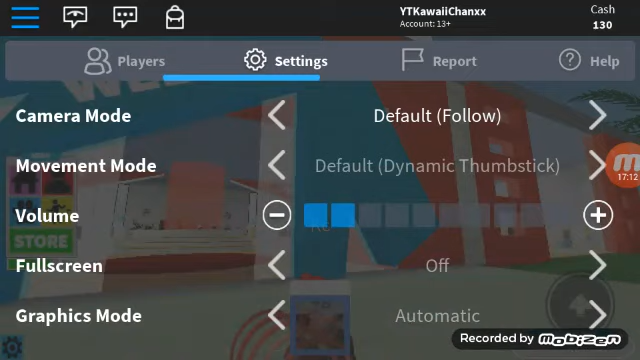 YTKawaiiChanxx
Account: 13+
Cash
130
Players
Settings
Report
Help
Camera Mode
Default (Follow)
Movement Mode
Default (Dynamic Thumbstick)
17:12
Volume
STORE
Fullscreen
Off
Graphics Mode
Automatic
Recorded by MOBIZEN